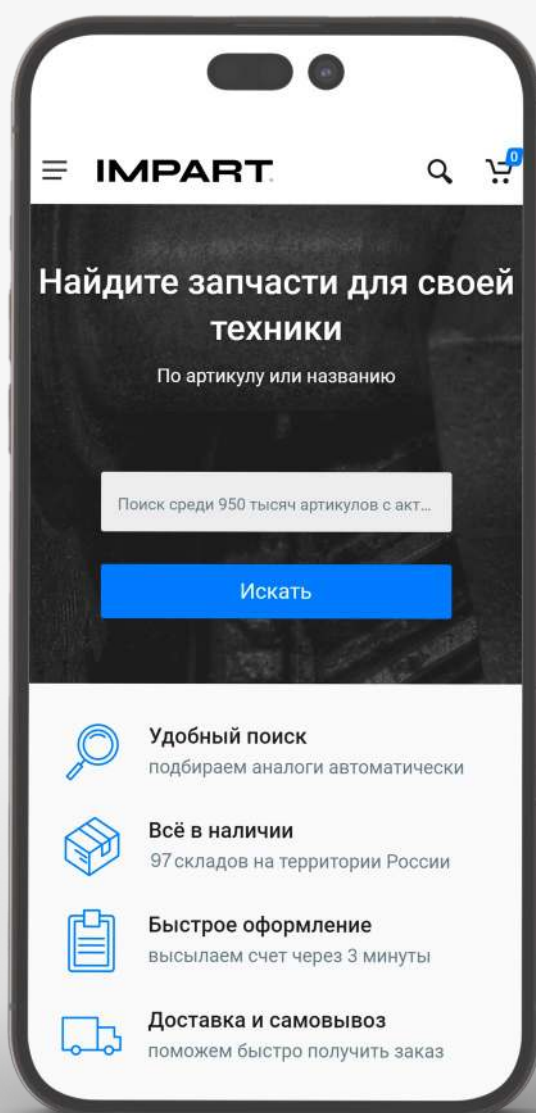 IMPART
0
Найдите запчасти для своей
техники
По артикулу или названию
Поиск среди 950 тысяч артикулов с акт...
Искать
Удобный поиск
подбираем аналоги автоматически
Всё в наличии
97 складов на территории России
Быстрое оформление
высылаем счет через 3 минуты
Доставка и самовывоз
поможем быстро получить заказ